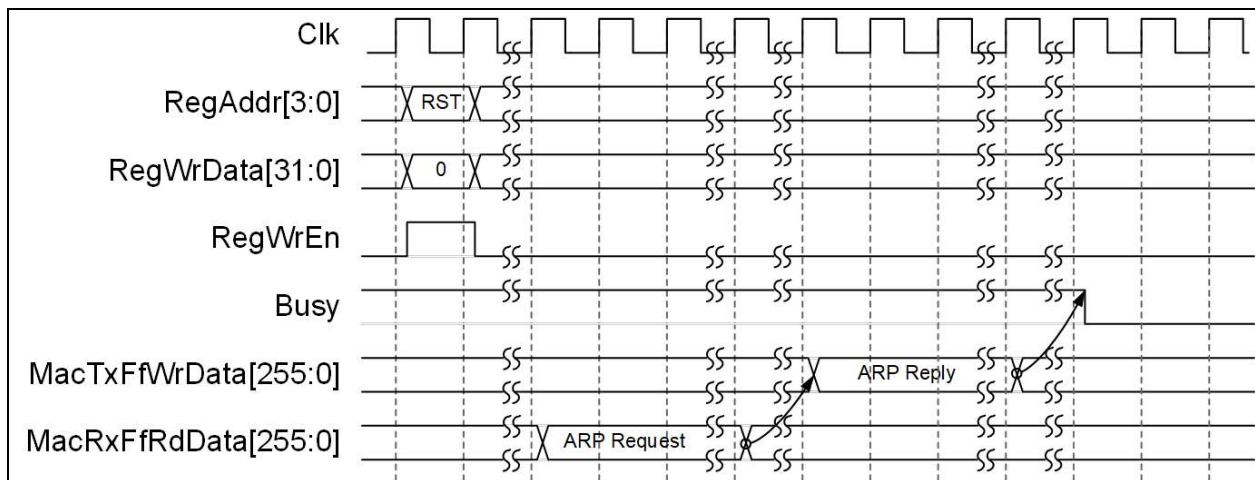 Clk
RegAddr[3:0]
RST
RegWrData[31:0]
0
RegWrEn
Busy
MacTxFfWrData[255:0]
ARP Reply
MacRxFfRdData[255:0]
ARP Request